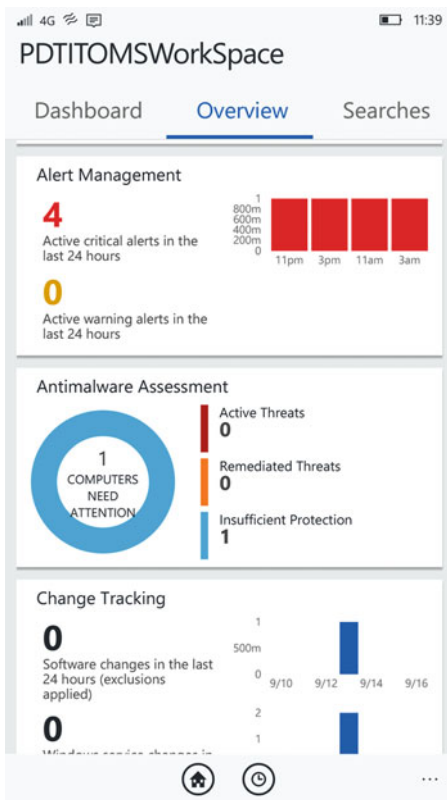 4G 11:39
PDTITOMSWorkSpace
Dashboard Overview Searches
Alert Management
4
Active critical alerts in the
last 24 hours
0
Active warning alerts in the
last 24 hours
1
800m
600m
400m
200m
0
11pm 3pm 11am 3am
Antimalware Assessment
1
COMPUTERS
NEED
ATTENTION
Active Threats
0
Remediated Threats
0
Insufficient Protection
1
Change Tracking
0
Software changes in the last
24 hours (exclusions
applied)
1
500m
0
9/10 9/12 9/14 9/16
0
Windows service changes in
2
1
...